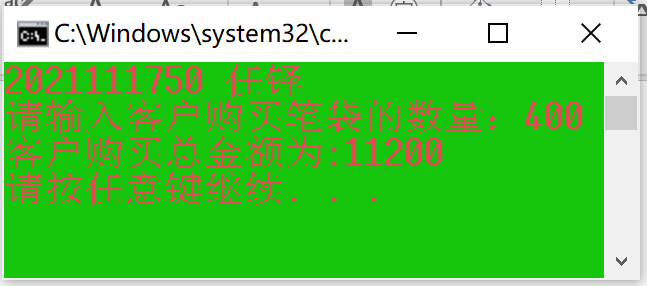 C:\Windows\system32\c...
2021111750 任铎
请输入客户购买笔袋的数量: 400
客户购买总金额为:11200
请按任意键继续. . .